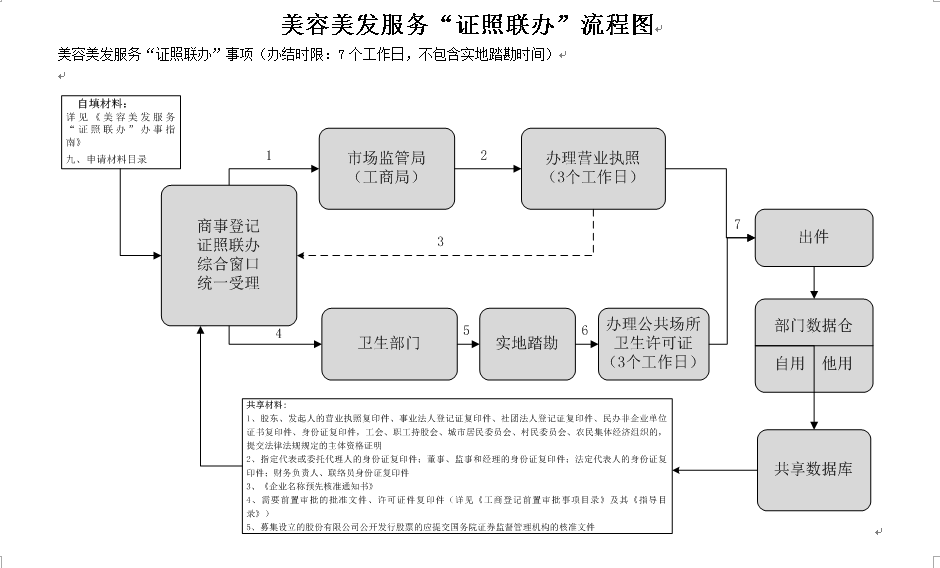 美容美发服务“证照联办”流程图
美容美发服务“证照联办”事项（办结时限：7个工作日，不包含实地踏勘时间）
自填材料：
详见《美容美发服务
“证照联办”办事指
南》
九、申请材料目录
1
市场监管局
（工商局）
2
办理营业执照
（3个工作日）
商事登记
证照联办
综合窗口
统一受理
3
7
出件
4
卫生部门
5
实地踏勘
6
办理公共场所
卫生许可证
（3个工作日）
部门数据仓
自用
他用
共享数据库
共享材料:
1、股东、发起人的营业执照复印件、事业法人登记证复印件、社团法人登记证复印件、民办非企业单位
证书复印件、身份证复印件，工会、职工持股会、城市居民委员会、村民委员会、农民集体经济组织的，
提交法律法规规定的主体资格证明
2、指定代表或委托代理人的身份证复印件；董事、监事和经理的身份证复印件；法定代表人的身份证复
印件；财务负责人、联络员身份证复印件
3、《企业名称预先核准通知书》
4、需要前置审批的批准文件、许可证件复印件（详见《工商登记前置审批事项目录》及其《指导目
录》）
5、募集设立的股份有限公司公开发行股票的应提交国务院证券监督管理机构的核准文件